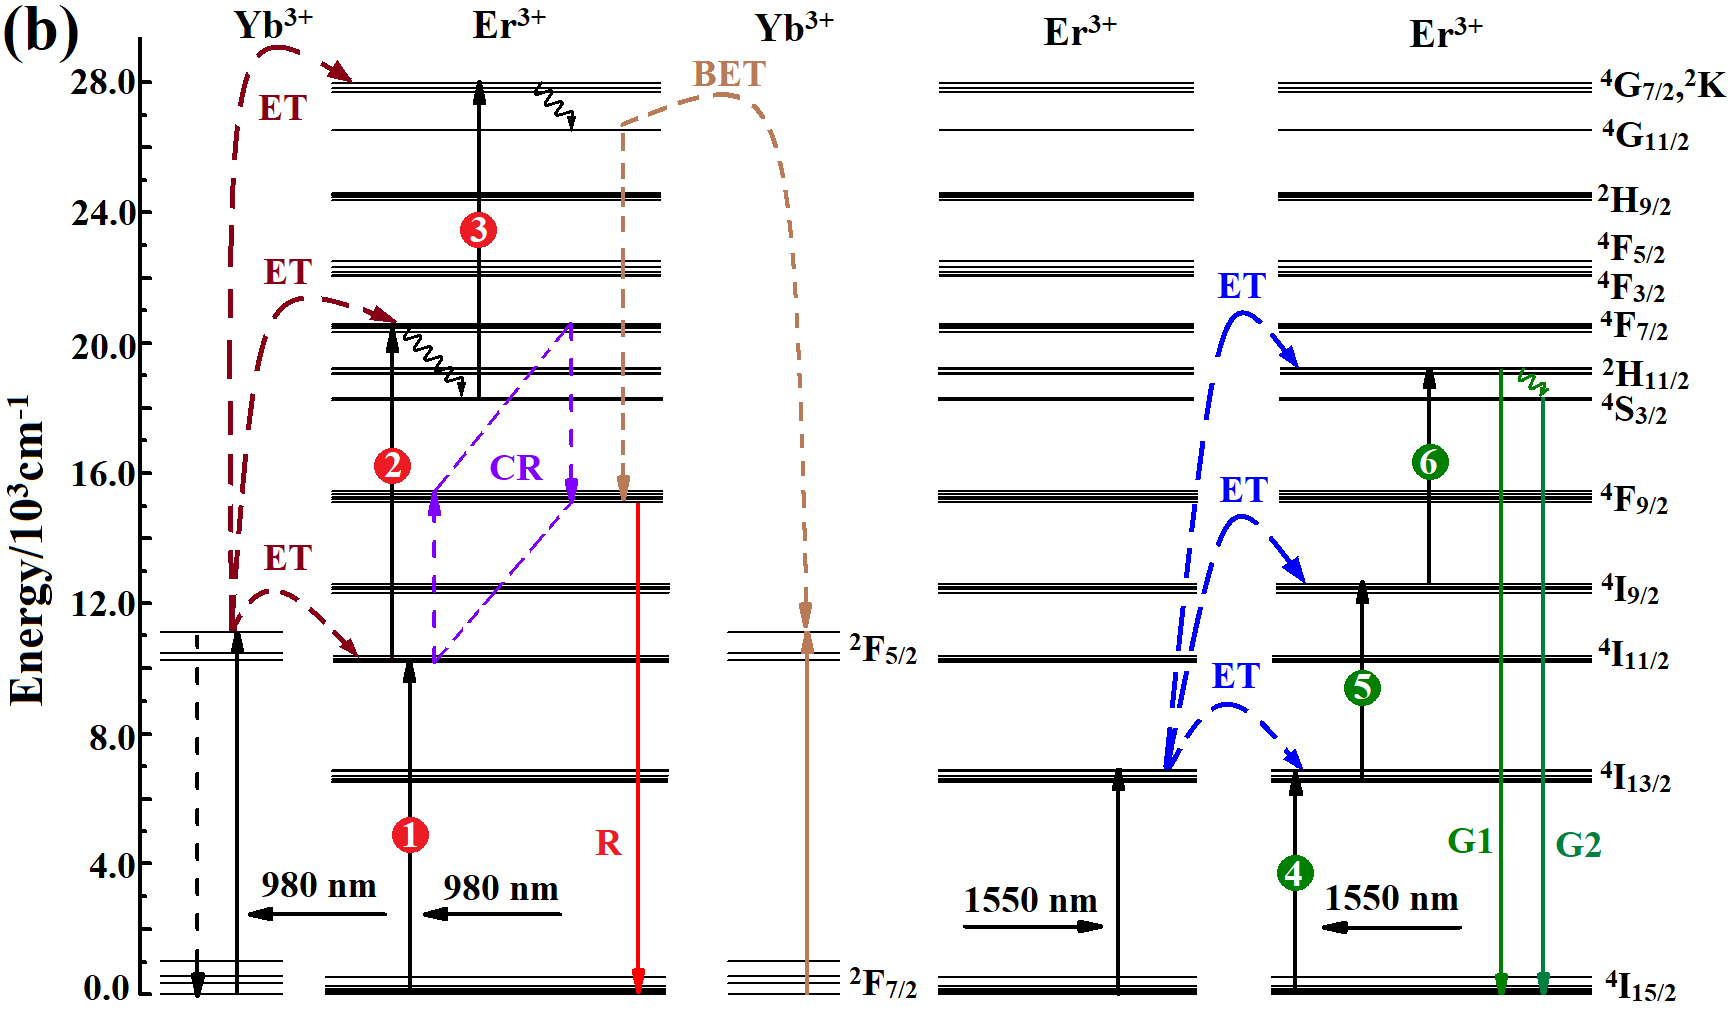 (b)
Yb³⁺ Er³⁺ Yb³⁺ Er³⁺ Er³⁺
Energy/10³cm⁻¹
28.0
24.0
20.0
16.0
12.0
8.0
4.0
0.0
ET
ET
ET
BET
CR
3
2
1
R
980 nm
980 nm
²F₅/₂
²F₇/₂
ET
ET
ET
6
5
4
G1
G2
1550 nm
1550 nm
⁴G₇/₂,²K
⁴G₁₁/₂
²H₉/₂
⁴F₅/₂
⁴F₃/₂
⁴F₇/₂
²H₁₁/₂
⁴S₃/₂
⁴F₉/₂
⁴I₉/₂
⁴I₁₁/₂
⁴I₁₃/₂
⁴I₁₅/₂